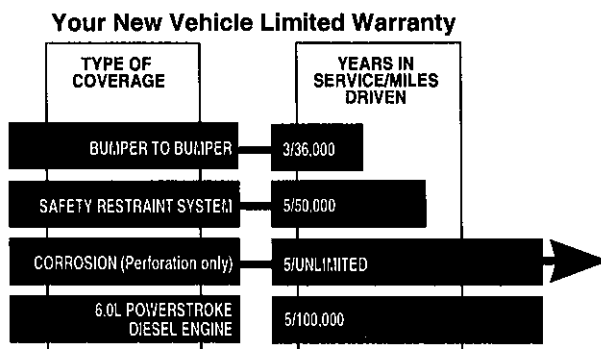 Your New Vehicle Limited Warranty
TYPE OF
COVERAGE
YEARS IN
SERVICE/MILES
DRIVEN
BUMPER TO BUMPER
3/36,000
SAFETY RESTRAINT SYSTEM
5/50,000
CORROSION (Perforation only)
5/UNLIMITED
6.0L POWERSTROKE
DIESEL ENGINE
5/100,000